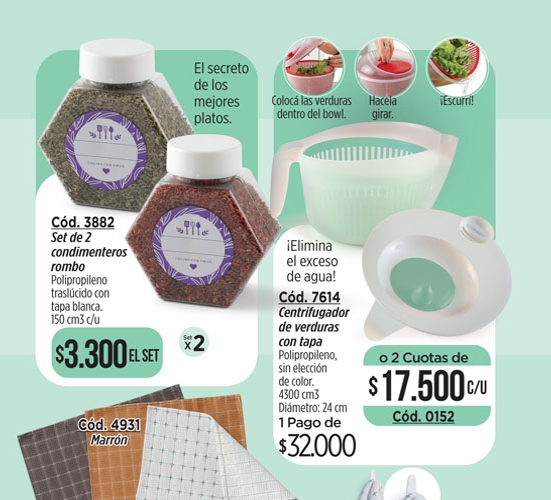 El secreto
de los
mejores
platos.
Cód. 3882
Set de 2
condimenteros
rombo
Polipropileno
traslúcido con
tapa blanca.
150 cm3 c/u
$3.300 EL SET
Set
x 2
Colocá las verduras
dentro del bowl.
Hacela
girar.
¡Escurrí!
¡Elimina
el exceso
de agua!
Cód. 7614
Centrifugador
de verduras
con tapa
Polipropileno,
sin elección
de color.
4300 cm3
Diámetro: 24 cm
1 Pago de
$32.000
o 2 Cuotas de
$17.500 C/U
Cód. 0152
Cód. 4931
Marrón